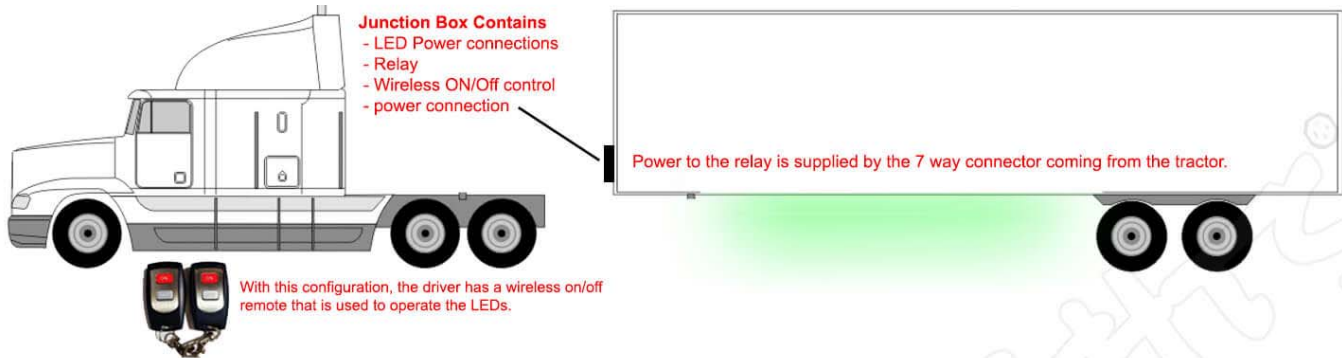 Junction Box Contains
- LED Power connections
- Relay
- Wireless ON/Off control
- power connection
Power to the relay is supplied by the 7 way connector coming from the tractor.
With this configuration, the driver has a wireless on/off
remote that is used to operate the LEDs.